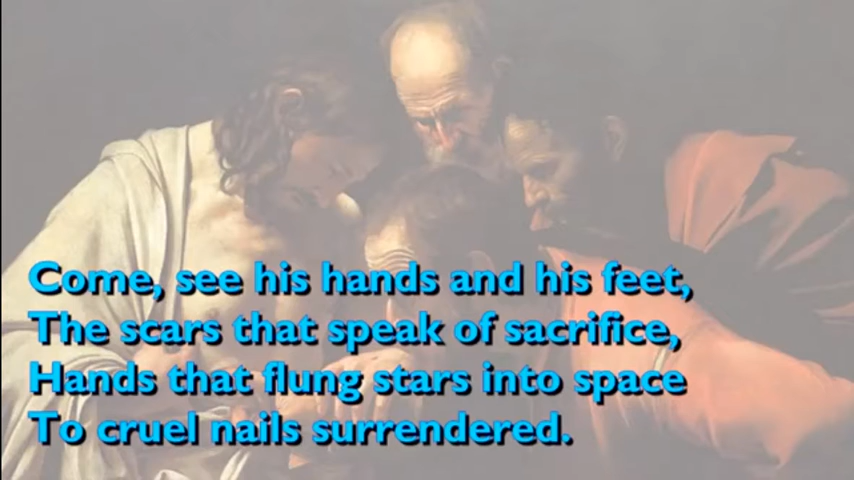 Come, see his hands and his feet,
The scars that speak of sacrifice,
Hands that flung stars into space
To cruel nails surrendered.